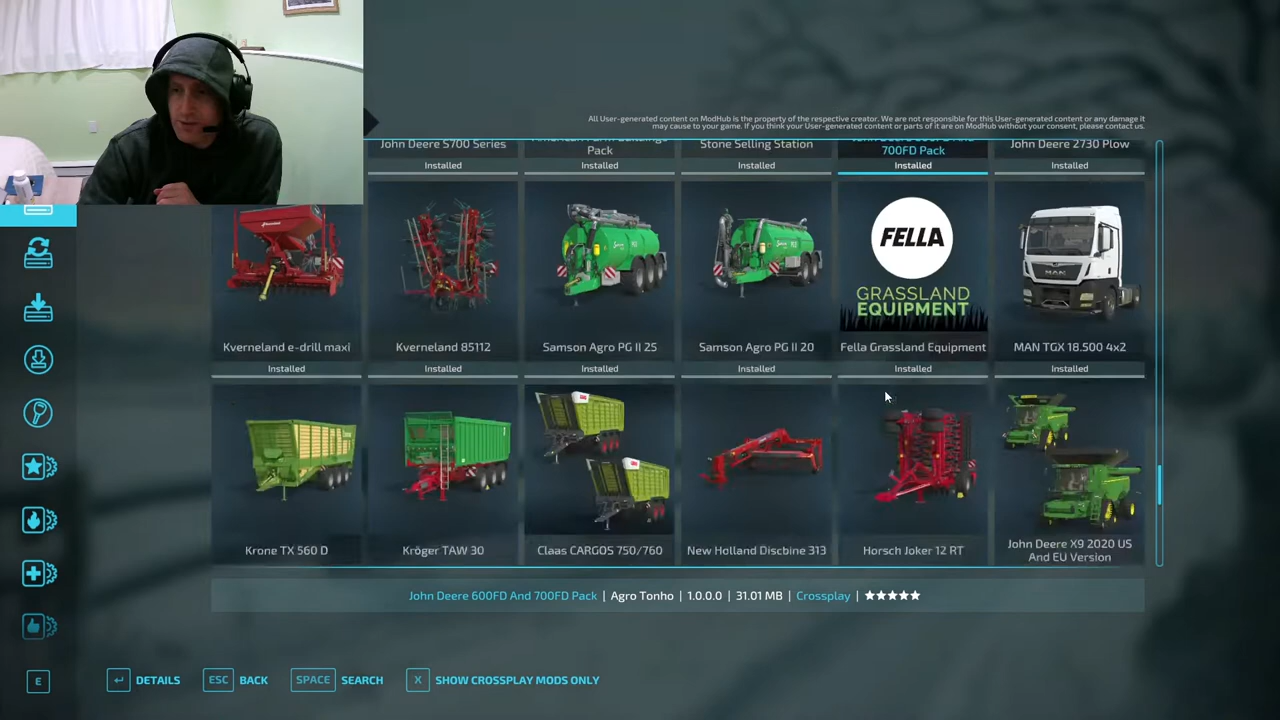 All User-generated content on ModHub is the property of the respective creator. We are not responsible for this User-generated content or any damage it
may cause to your game. If you think your User-generated content or parts of it are on ModHub without your consent, please contact us.
John Deere S700 Series
Pack
Stone Selling Station
700FD Pack
John Deere 2730 Plow
Installed
Installed
Installed
Installed
Installed
FELLA
GRASSLAND
EQUIPMENT
Kverneland e-drill maxi
Kverneland 85112
Samson Agro PG II 25
Samson Agro PG II 20
Fella Grassland Equipment
MAN TGX 18.500 4x2
Installed
Installed
Installed
Installed
Installed
Installed
Krone TX 560 D
Kröger TAW 30
Claas CARGOS 750/760
New Holland Discbine 313
Horsch Joker 12 RT
John Deere X9 2020 US
And EU Version
John Deere 600FD And 700FD Pack | Agro Tonho | 1.0.0.0 | 31.01 MB | Crossplay | ★★★★★
E
DETAILS
ESC BACK
SPACE SEARCH
X SHOW CROSSPLAY MODS ONLY